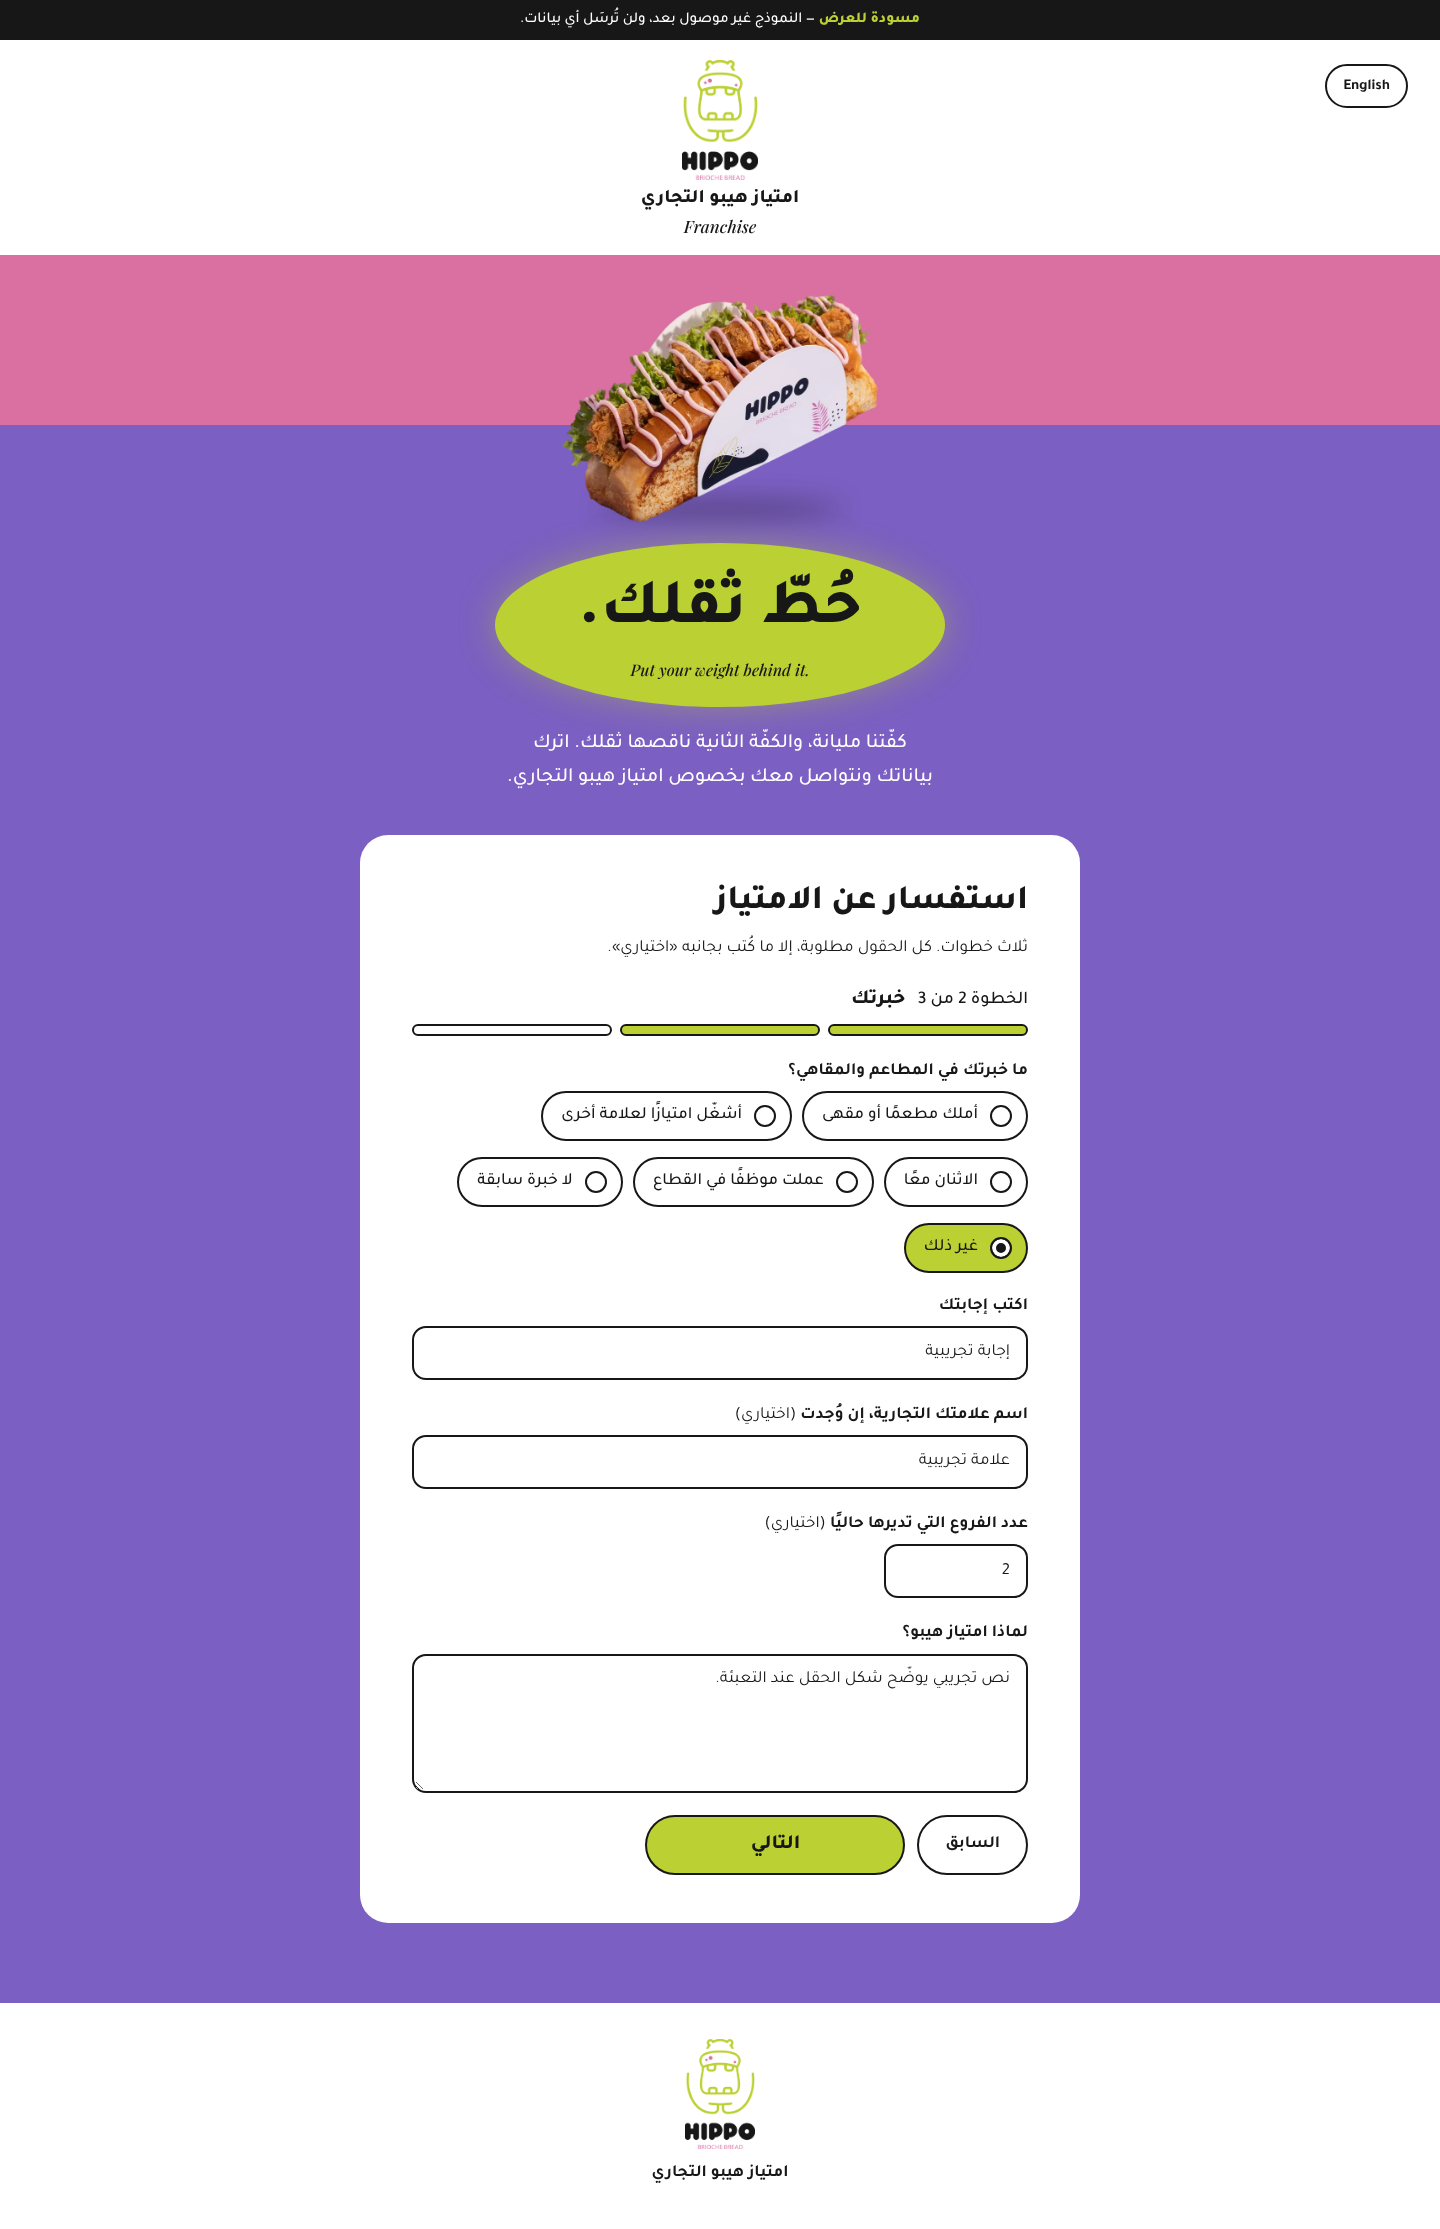 مسودة للعرض – النموذج غير موصول بعد، ولن تُرسَل أي بيانات.
English
HIPPO
BRIOCHE BREAD
امتياز هيبو التجاري
Franchise
HIPPO
BRIOCHE BREAD
حُطّ ثقلك.
Put your weight behind it.
كفّتنا مليانة، والكفّة الثانية ناقصها ثقلك. اترك
بياناتك ونتواصل معك بخصوص امتياز هيبو التجاري.
استفسار عن الامتياز
ثلاث خطوات. كل الحقول مطلوبة، إلا ما كُتب بجانبه «اختياري».
الخطوة 2 من 3 خبرتك
ما خبرتك في المطاعم والمقاهي؟
أملك مطعمًا أو مقهى
أشغّل امتيازًا لعلامة أخرى
الاثنان معًا
عملت موظفًا في القطاع
لا خبرة سابقة
غير ذلك
اكتب إجابتك
إجابة تجريبية
اسم علامتك التجارية، إن وُجدت (اختياري)
علامة تجريبية
عدد الفروع التي تديرها حاليًا (اختياري)
2
لماذا امتياز هيبو؟
نص تجريبي يوضّح شكل الحقل عند التعبئة.
السابق
التالي
HIPPO
BRIOCHE BREAD
امتياز هيبو التجاري